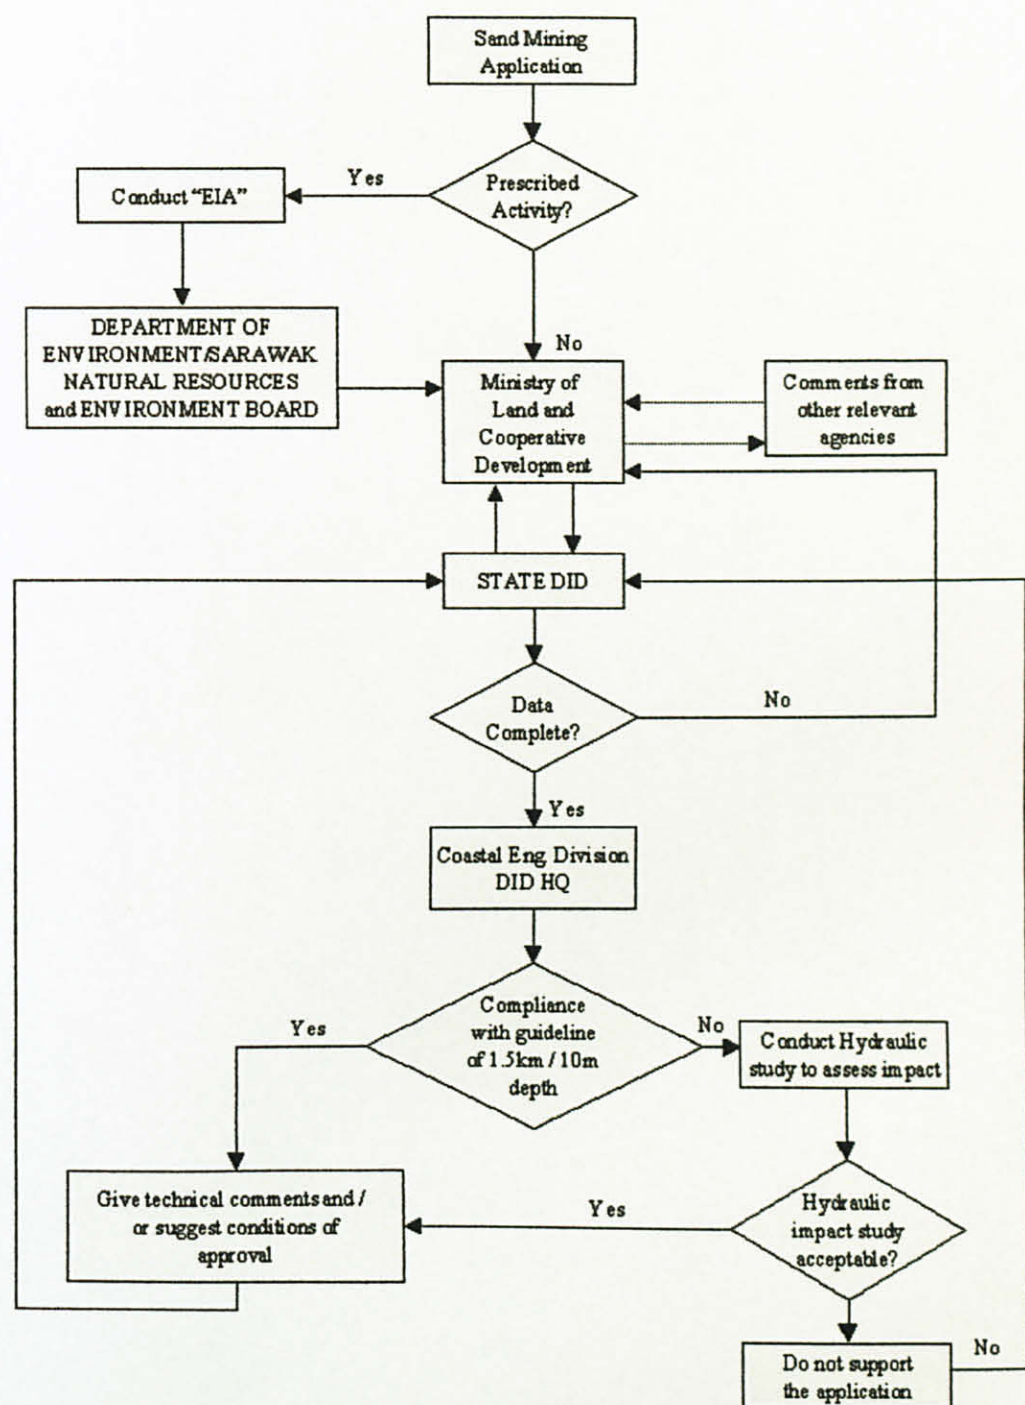 Sand Mining
Application
Yes
Prescribed
Activity?
Conduct "EIA"
DEPARTMENT OF
ENVIRONMENT/SARAWAK
NATURAL RESOURCES
and ENVIRONMENT BOARD
No
Ministry of
Land and
Cooperative
Development
Comments from
other relevant
agencies
STATE DID
Data
Complete?
No
Yes
Coastal Eng. Division
DID HQ
Yes
Compliance
with guideline
of 1.5km / 10m
depth
No
Conduct Hydraulic
study to assess impact
Give technical comments and /
or suggest conditions of
approval
Yes
Hydraulic
impact study
acceptable?
No
Do not support
the application